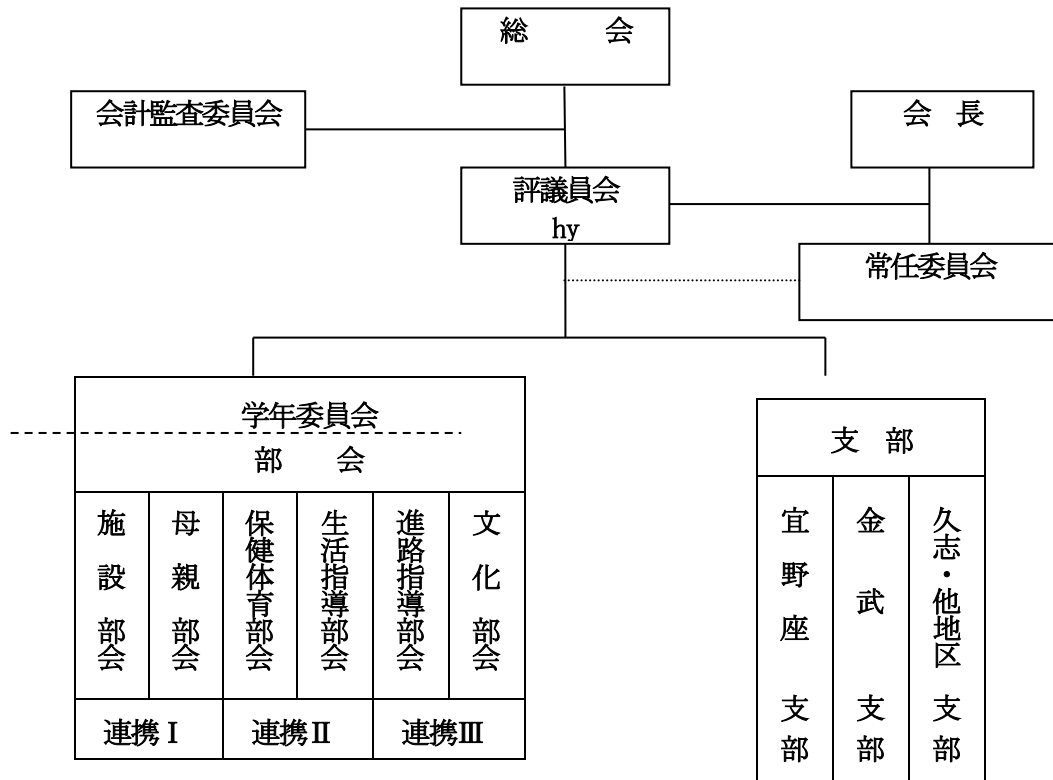 総　　会
会計監査委員会
会　長
評議員会
hy
常任委員会
学年委員会
部　　会
支　部
施設部会
母親部会
保健体育部会
生活指導部会
進路指導部会
文化部会
宜野座　支部
金武　支部
久志・他地区　支部
連携Ⅰ
連携Ⅱ
連携Ⅲ